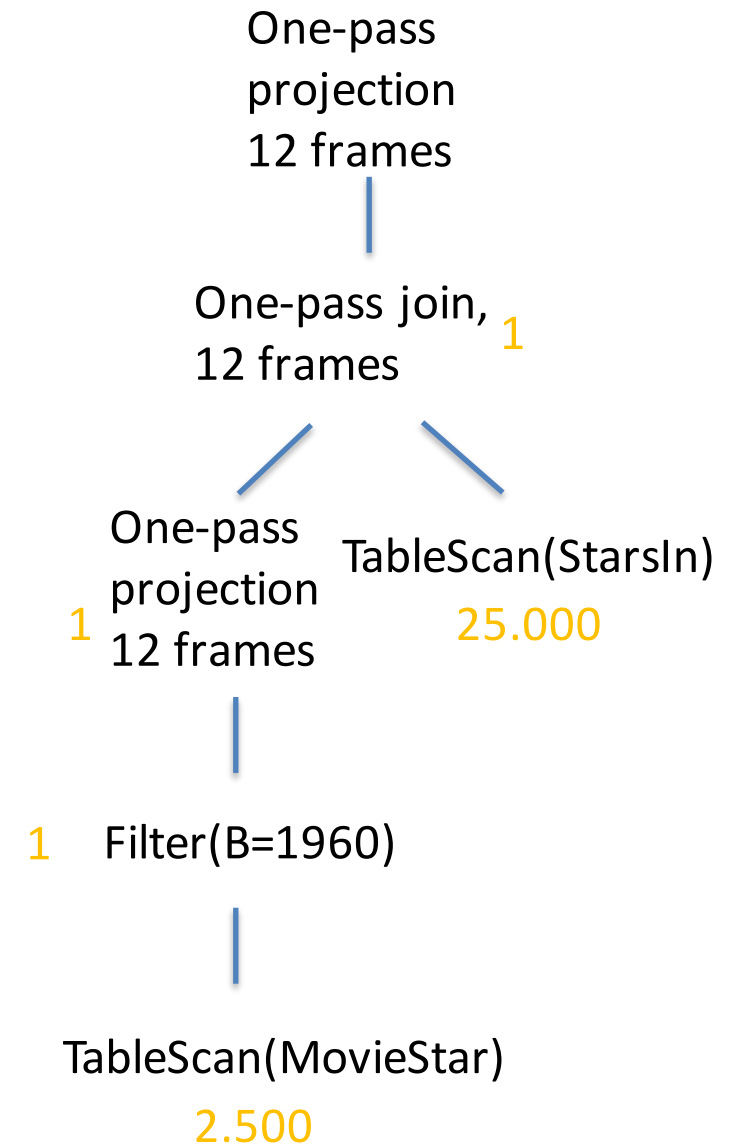 One-pass
projection
12 frames
One-pass join,
1
12 frames
One-pass
projection
1
12 frames
TableScan(StarsIn)
25.000
1
Filter(B=1960)
TableScan(MovieStar)
2.500